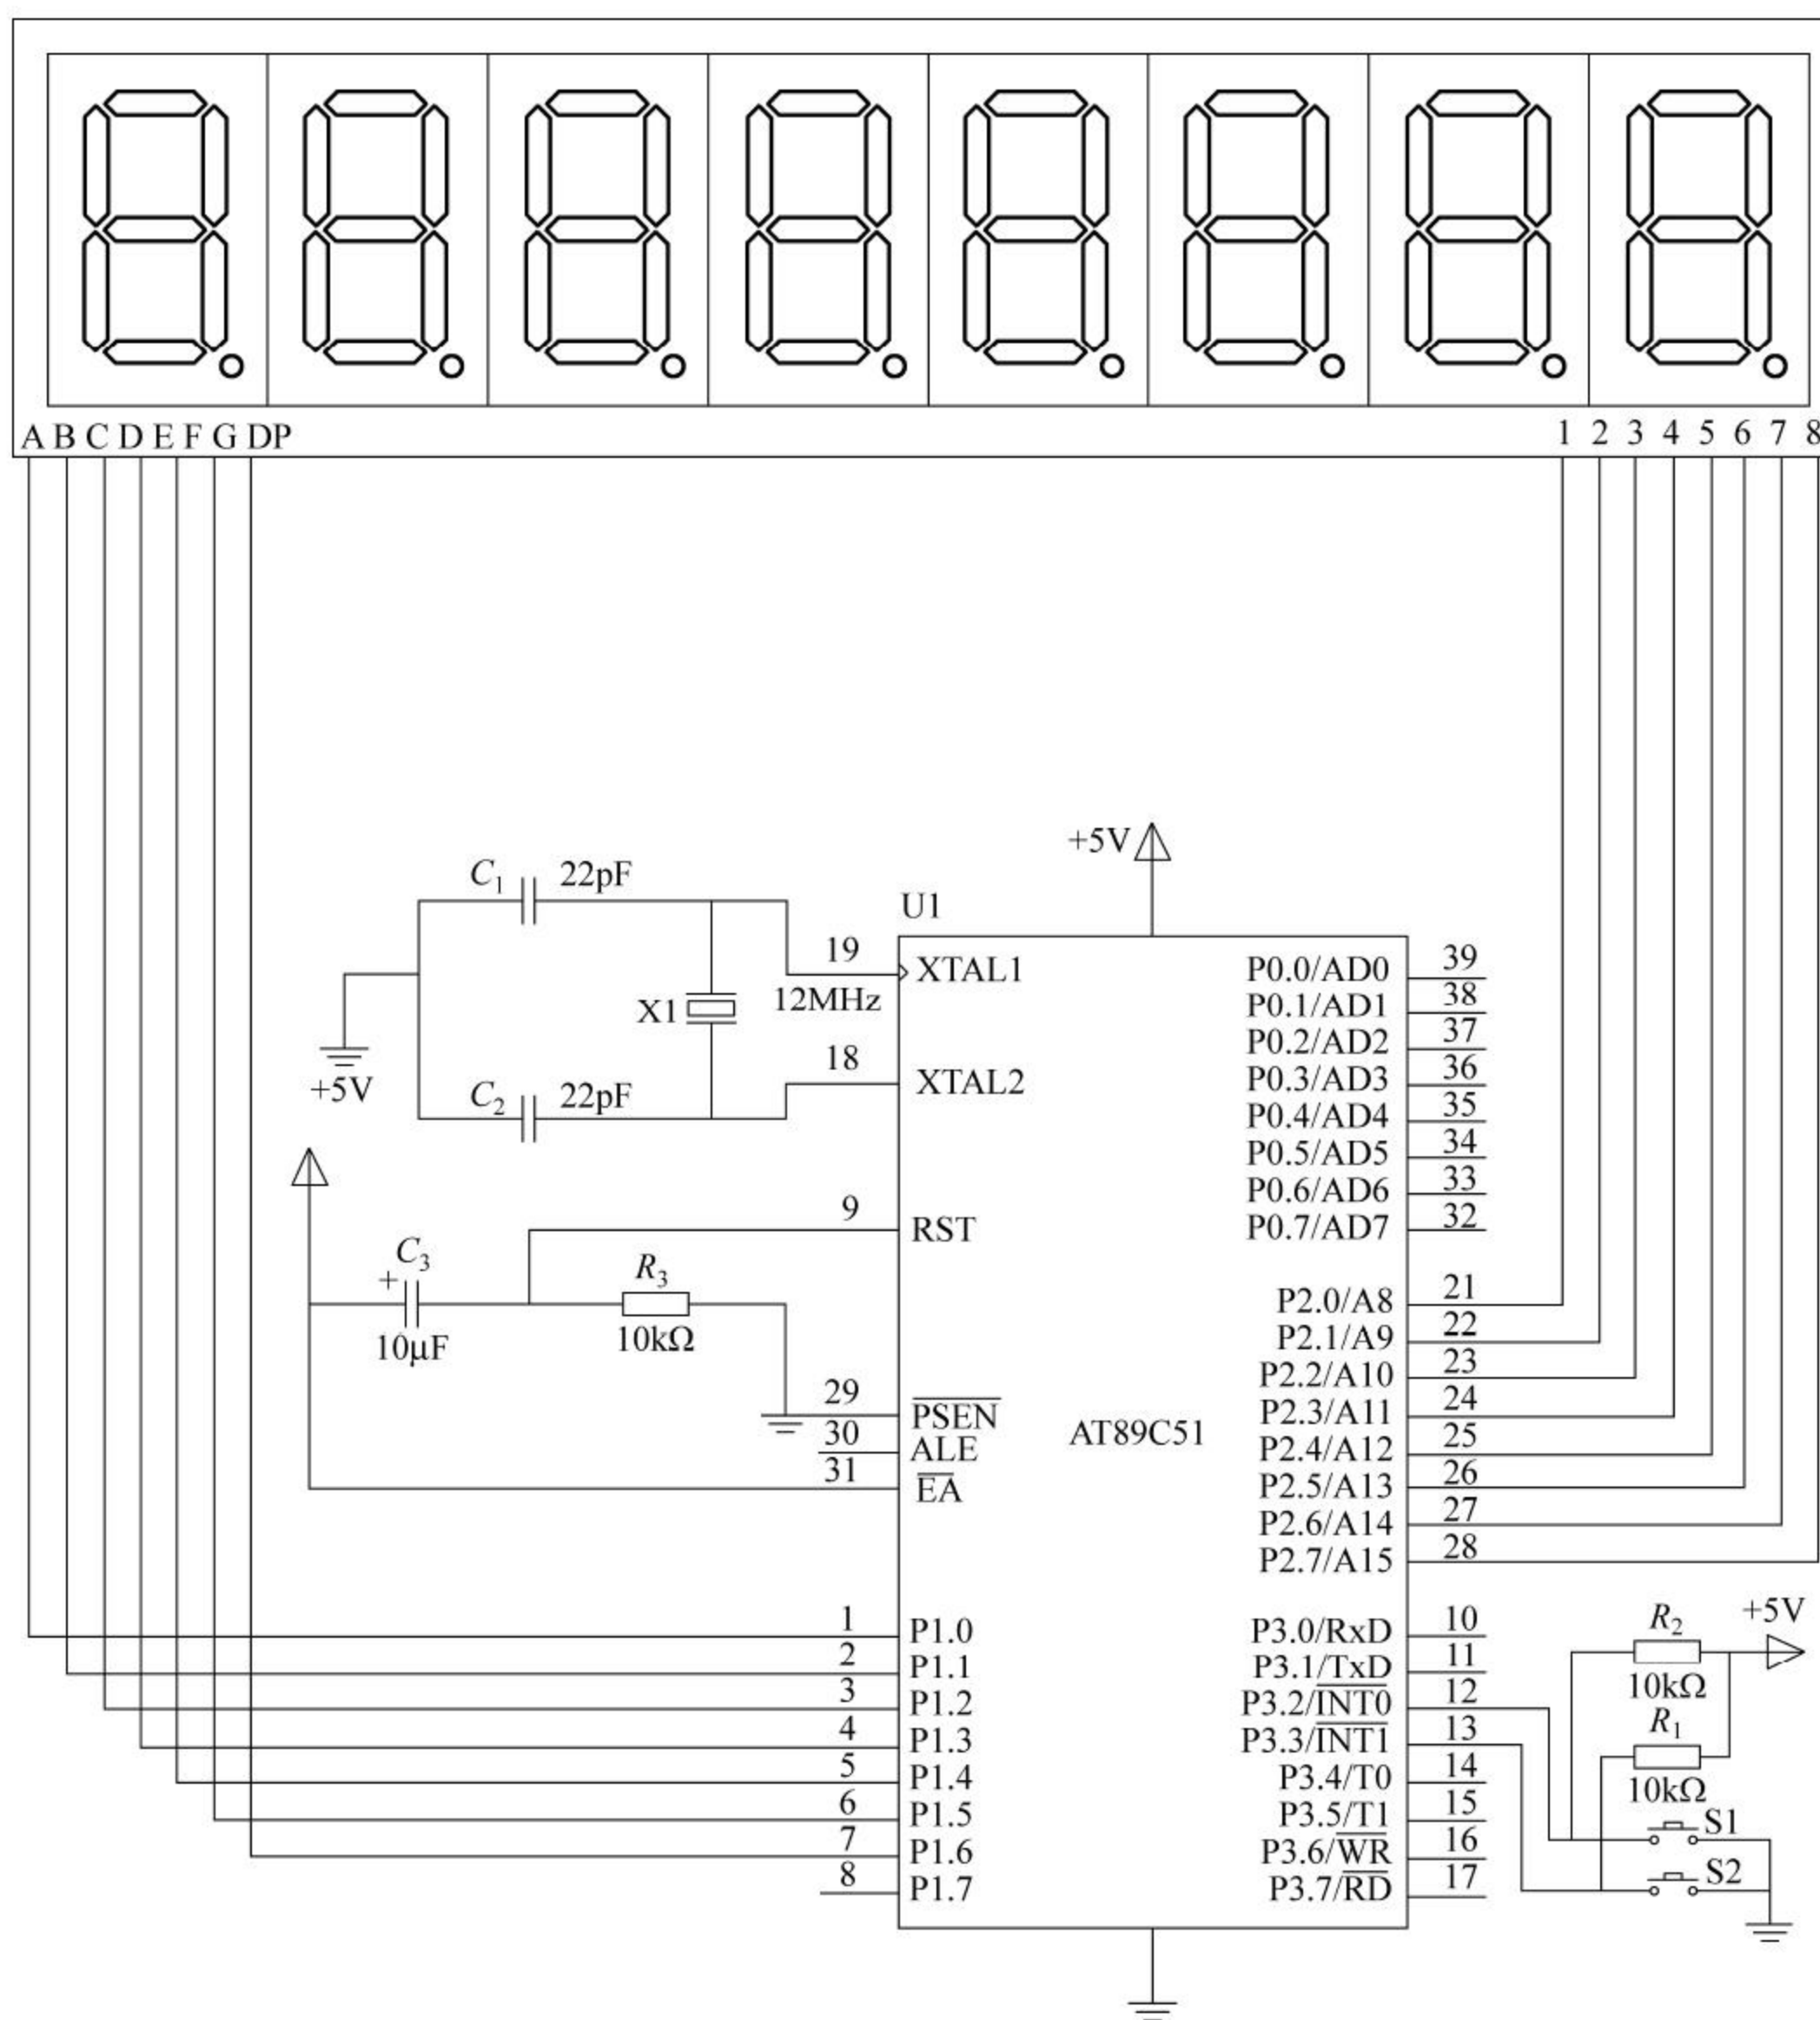 A B C D E F G DP 1 2 3 4 5 6 7 8
+5V
C1 22pF
U1
19 XTAL1 P0.0/AD0 39
12MHz P0.1/AD1 38
X1 P0.2/AD2 37
18 XTAL2 P0.3/AD3 36
+5V C2 22pF P0.4/AD4 35
P0.5/AD5 34
P0.6/AD6 33
9 RST P0.7/AD7 32
C3 R3
+ P2.0/A8 21
10μF 10kΩ P2.1/A9 22
P2.2/A10 23
29 PSEN AT89C51 P2.3/A11 24
30 ALE P2.4/A12 25
31 EA P2.5/A13 26
P2.6/A14 27
P2.7/A15 28
1 P1.0 P3.0/RxD 10 R2 +5V
2 P1.1 P3.1/TxD 11 10kΩ
3 P1.2 P3.2/INT0 12 R1
4 P1.3 P3.3/INT1 13
5 P1.4 P3.4/T0 14 10kΩ
6 P1.5 P3.5/T1 15 S1
7 P1.6 P3.6/WR 16
8 P1.7 P3.7/RD 17 S2